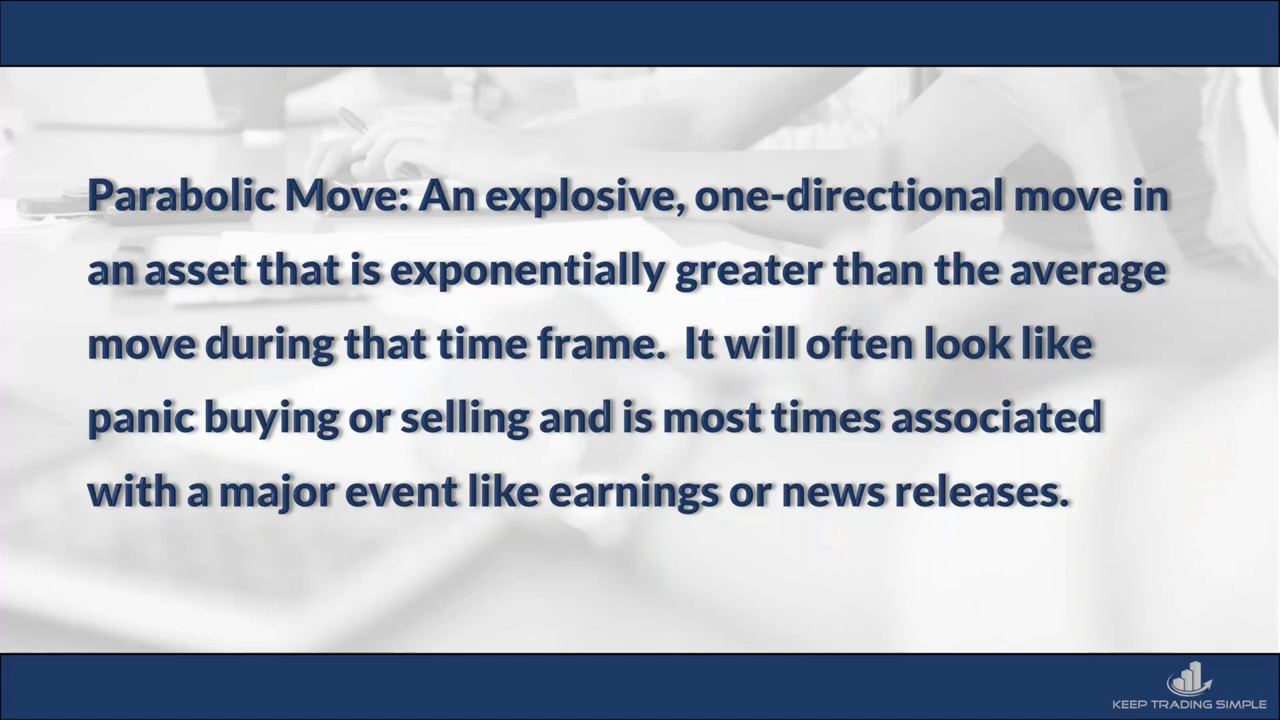 Parabolic Move: An explosive, one-directional move in
an asset that is exponentially greater than the average
move during that time frame.  It will often look like
panic buying or selling and is most times associated
with a major event like earnings or news releases.
KEEP TRADING SIMPLE